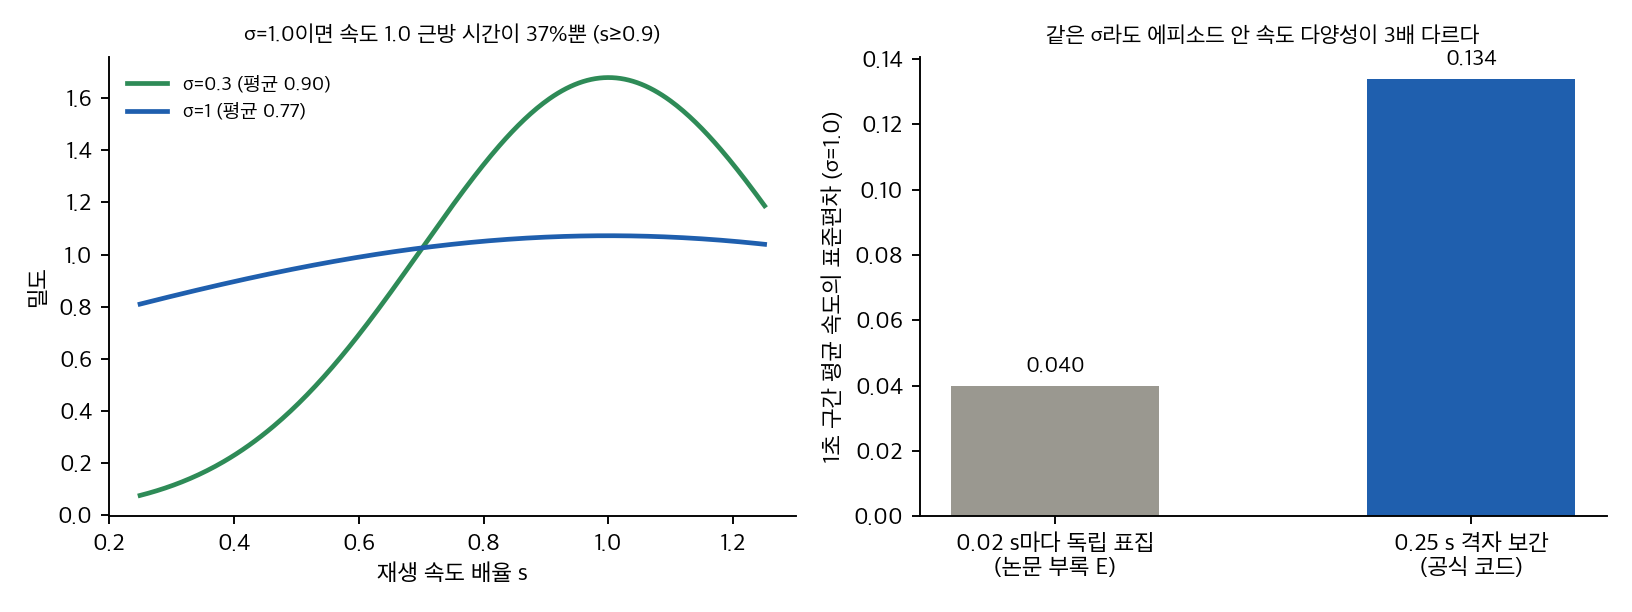 σ=1.0이면 속도 1.0 근방 시간이 37%뿐 (s≥0.9)
σ=0.3 (평균 0.90)
σ=1 (평균 0.77)
밀도
1.6
1.4
1.2
1.0
0.8
0.6
0.4
0.2
0.0
0.2
0.4
0.6
0.8
1.0
1.2
재생 속도 배율 s
같은 σ라도 에피소드 안 속도 다양성이 3배 다르다
1초 구간 평균 속도의 표준편차 (σ=1.0)
0.14
0.12
0.10
0.08
0.06
0.04
0.02
0.00
0.040
0.134
0.02 s마다 독립 표집
(논문 부록 E)
0.25 s 격자 보간
(공식 코드)